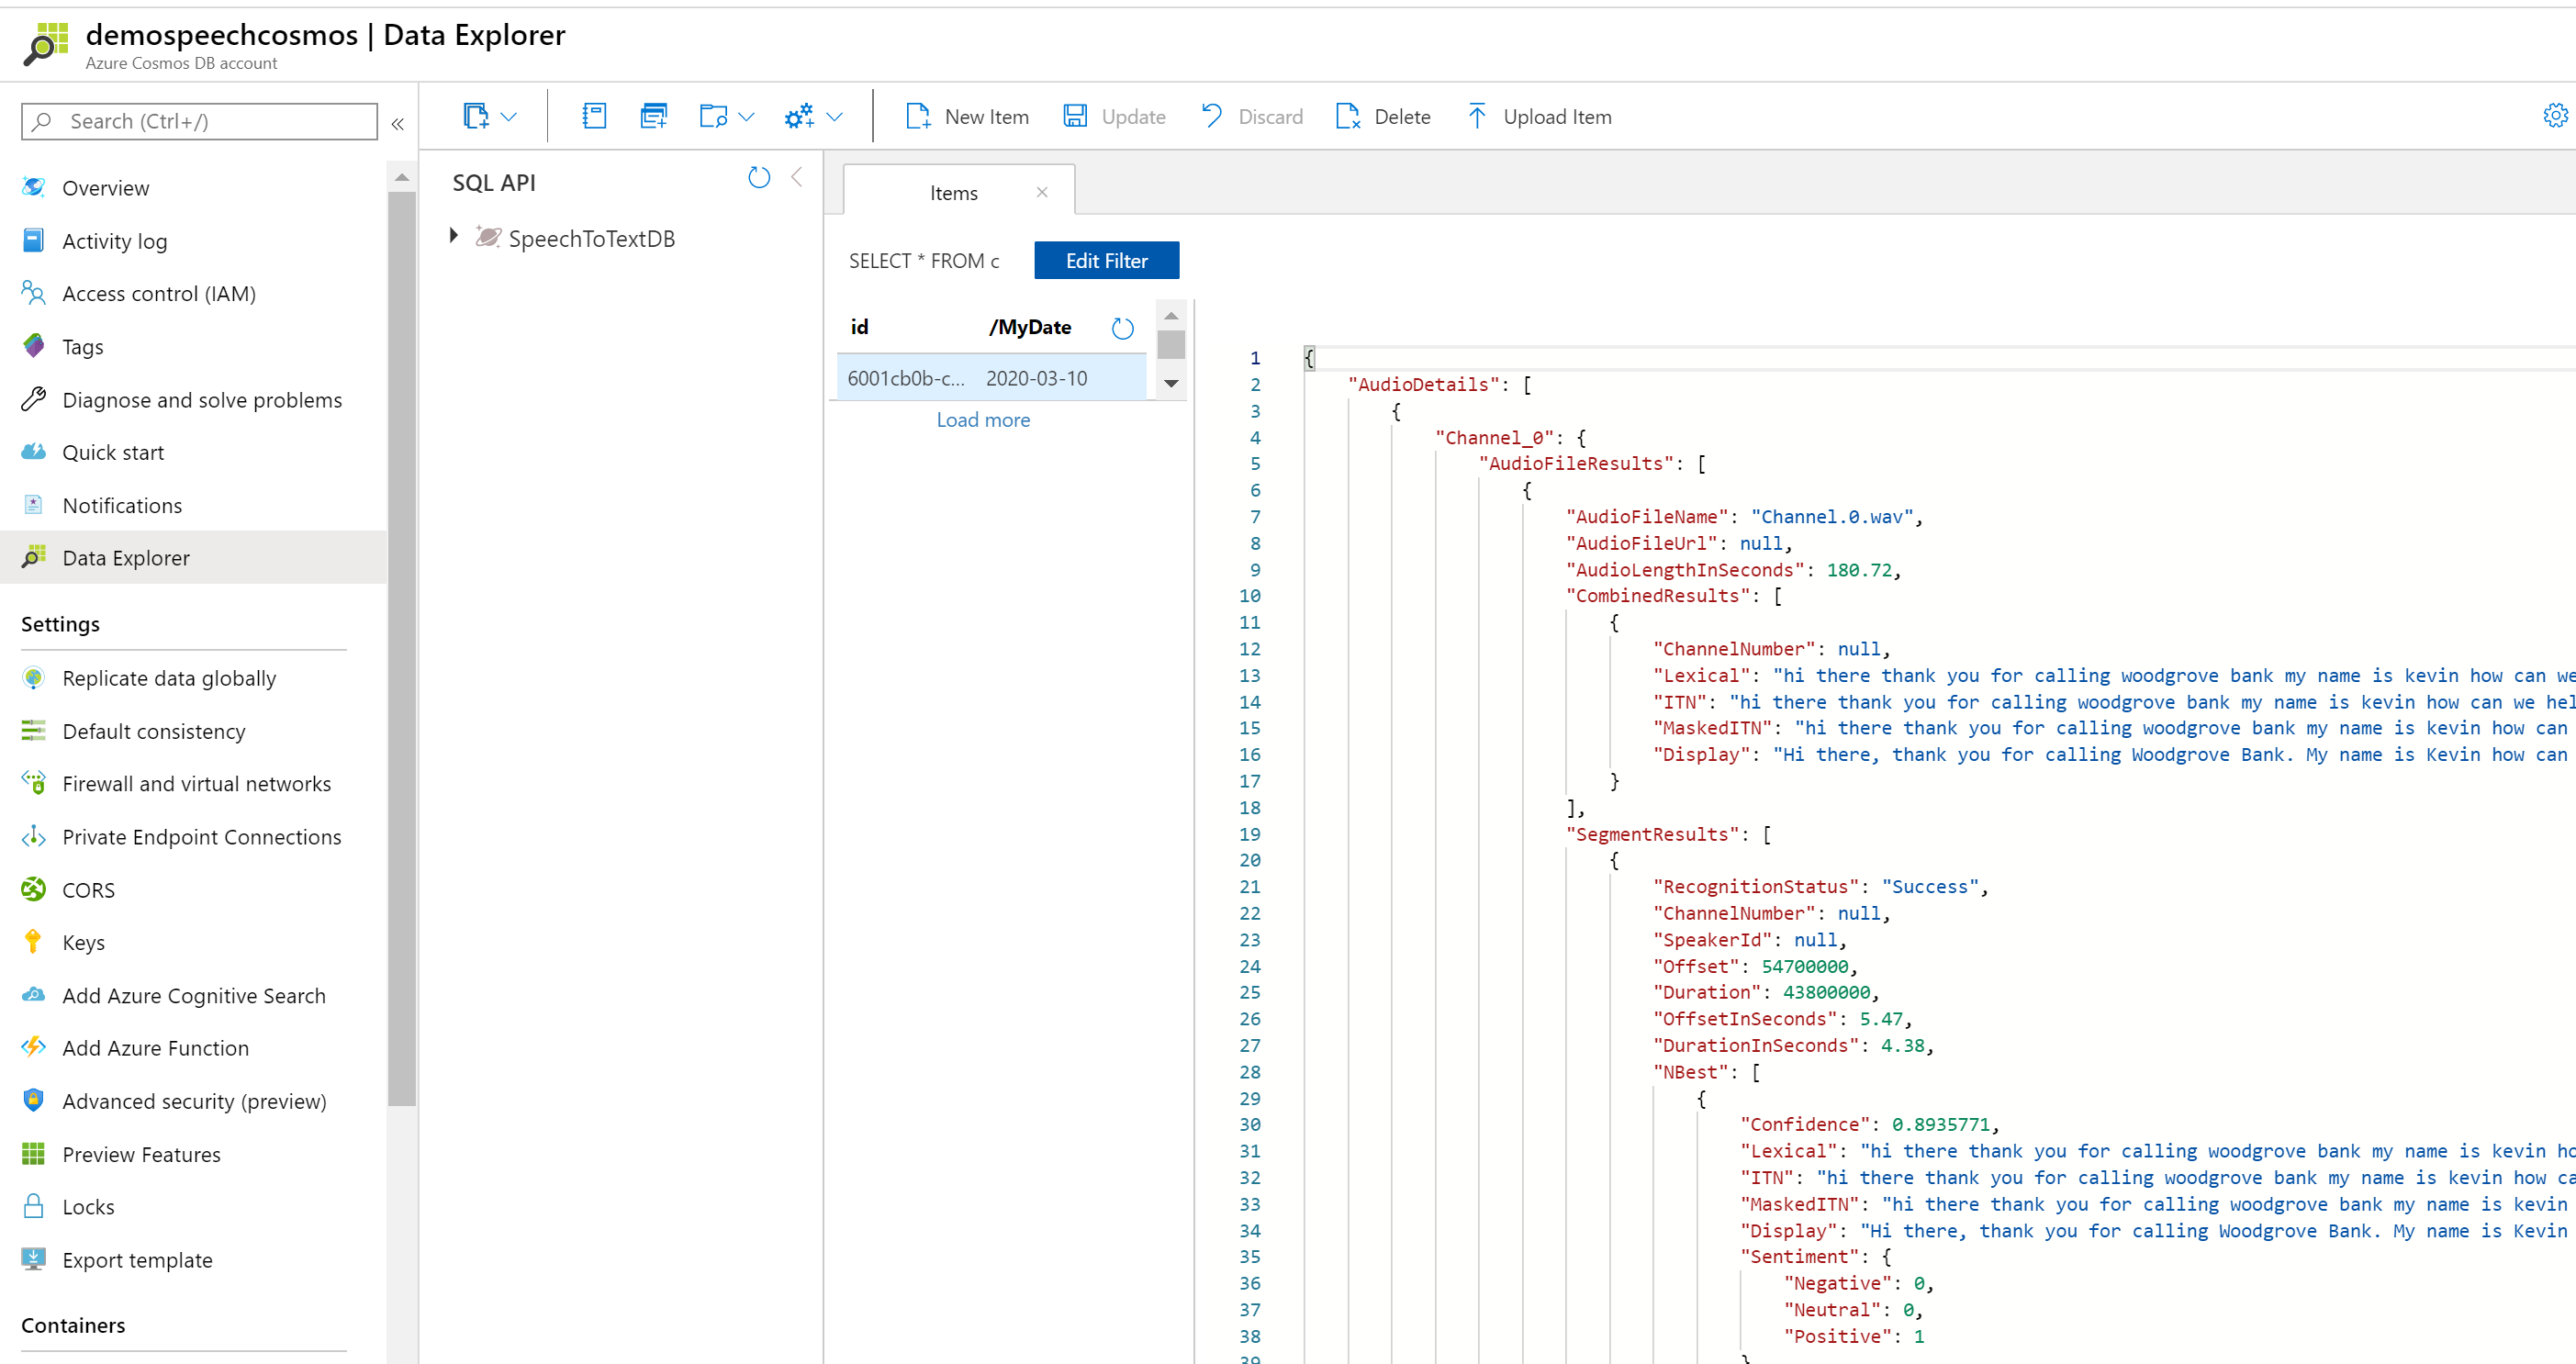 demospeechcosmos | Data Explorer
Azure Cosmos DB account
Search (Ctrl+/)
«
Overview
Activity log
Access control (IAM)
Tags
Diagnose and solve problems
Quick start
Notifications
Data Explorer
Settings
Replicate data globally
Default consistency
Firewall and virtual networks
Private Endpoint Connections
CORS
Keys
Add Azure Cognitive Search
Add Azure Function
Advanced security (preview)
Preview Features
Locks
Export template
Containers
New Item
Update
Discard
Delete
Upload Item
SQL API
SpeechToTextDB
Items
SELECT * FROM c
Edit Filter
id /MyDate
6001cb0b-c... 2020-03-10
Load more
1 {
2 "AudioDetails": [
3 {
4 "Channel_0": {
5 "AudioFileResults": [
6 {
7 "AudioFileName": "Channel.0.wav",
8 "AudioFileUrl": null,
9 "AudioLengthInSeconds": 180.72,
10 "CombinedResults": [
11 {
12 "ChannelNumber": null,
13 "Lexical": "hi there thank you for calling woodgrove bank my name is kevin how can we
14 "ITN": "hi there thank you for calling woodgrove bank my name is kevin how can we hel
15 "MaskedITN": "hi there thank you for calling woodgrove bank my name is kevin how can
16 "Display": "Hi there, thank you for calling Woodgrove Bank. My name is Kevin how can
17 }
18 ],
19 "SegmentResults": [
20 {
21 "RecognitionStatus": "Success",
22 "ChannelNumber": null,
23 "SpeakerId": null,
24 "Offset": 54700000,
25 "Duration": 43800000,
26 "OffsetInSeconds": 5.47,
27 "DurationInSeconds": 4.38,
28 "NBest": [
29 {
30 "Confidence": 0.8935771,
31 "Lexical": "hi there thank you for calling woodgrove bank my name is kevin ho
32 "ITN": "hi there thank you for calling woodgrove bank my name is kevin how ca
33 "MaskedITN": "hi there thank you for calling woodgrove bank my name is kevin
34 "Display": "Hi there, thank you for calling Woodgrove Bank. My name is Kevin
35 "Sentiment": {
36 "Negative": 0,
37 "Neutral": 0,
38 "Positive": 1
39 }